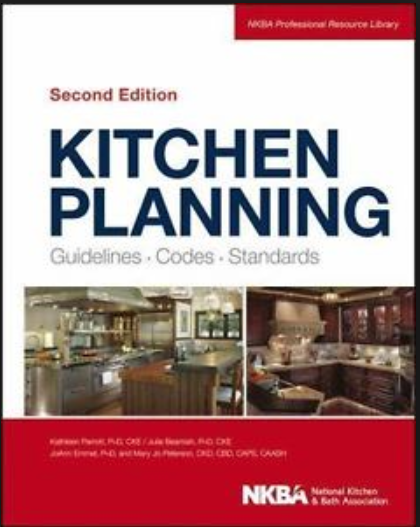 NKBA Professional Resource Library
Second Edition
KITCHEN
PLANNING
Guidelines · Codes · Standards
Kathleen Parrott, PhD, CKE / Julia Beamish, PhD, CKE
JoAnn Emmel, PhD, and Mary Jo Peterson, CKD, CBD, CAPS, CAASH
NKBA
National Kitchen
& Bath Association